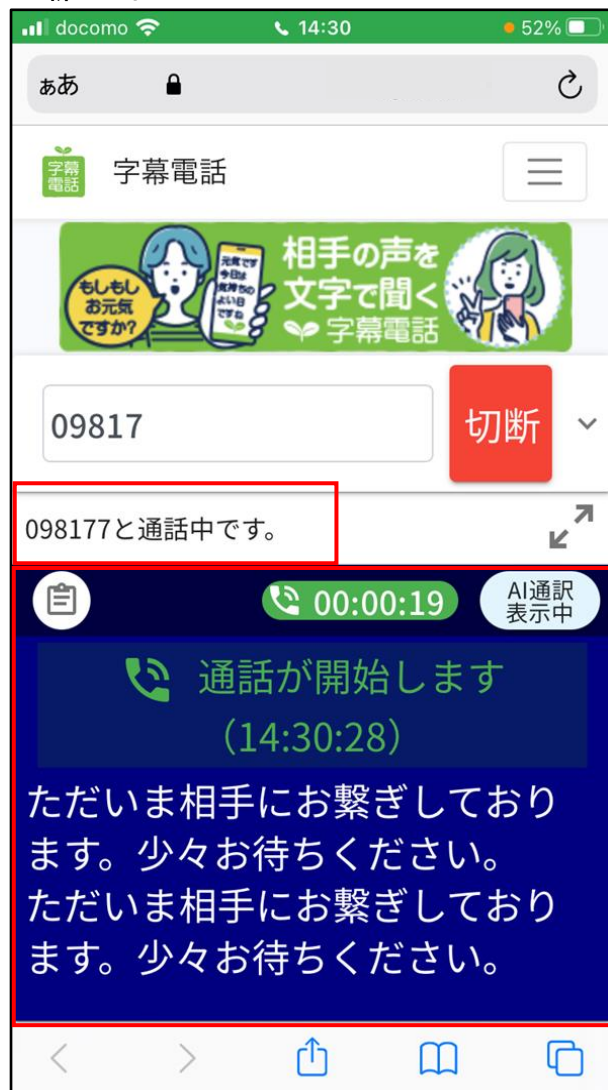 docomo 14:30 52%
ぁあ
字幕
電話
字幕電話
もしもし
お元気
ですか?
元気です
今日は
気持ちの
よい日
ですね
相手の声を
文字で聞く
字幕電話
09817
切断
098177と通話中です。
00:00:19
AI通訳
表示中
通話が開始します
(14:30:28)
ただいま相手にお繋ぎしており
ます。少々お待ちください。
ただいま相手にお繋ぎしており
ます。少々お待ちください。